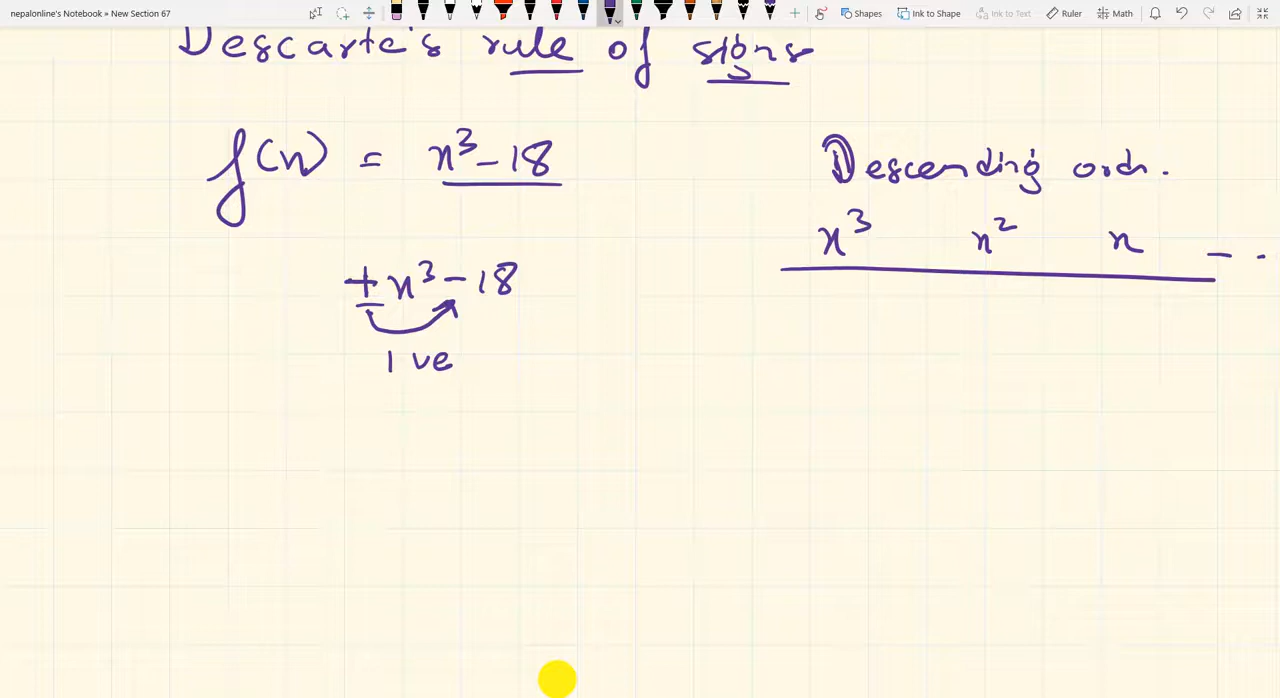 nepalonline's Notebook » New Section 67
Shapes Ink to Shape Ink to Text Ruler Math
Descarte's rule of signs
f(x) = x³ - 18
Descending ordr.
x³ x² x - -
+x³ - 18
1 ve